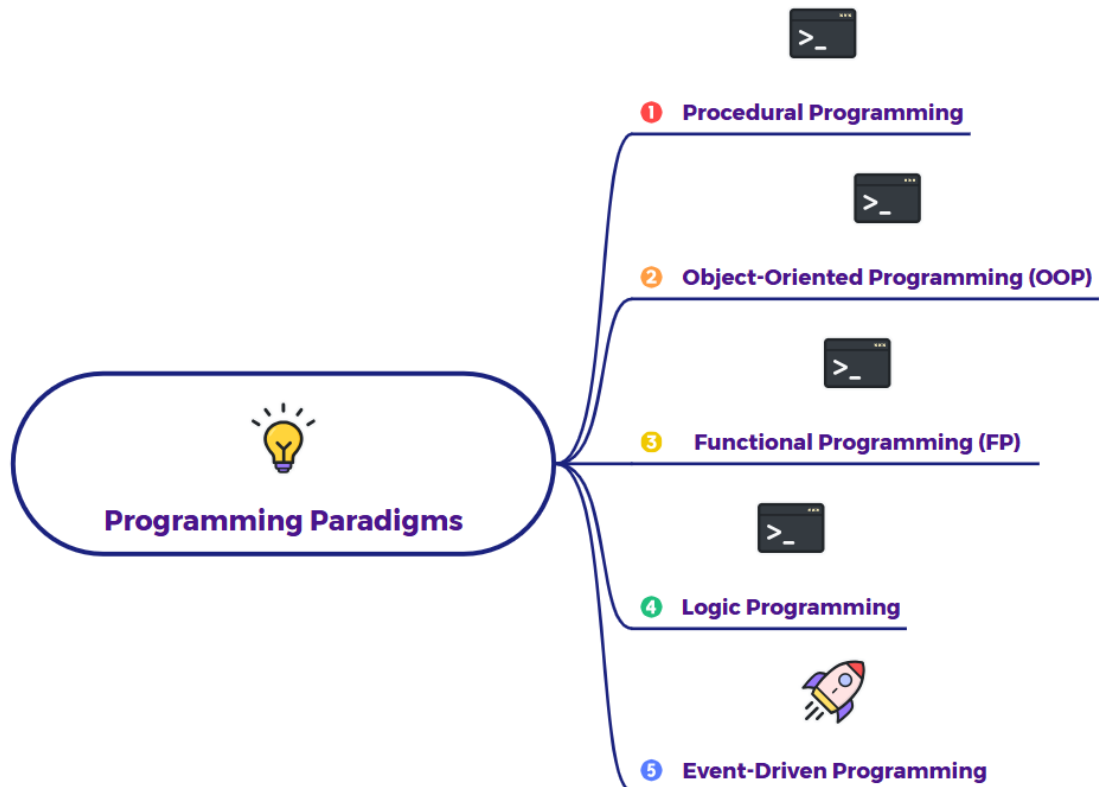 >_
1 Procedural Programming
>_
2 Object-Oriented Programming (OOP)
>_
3 Functional Programming (FP)
Programming Paradigms
>_
4 Logic Programming
5 Event-Driven Programming